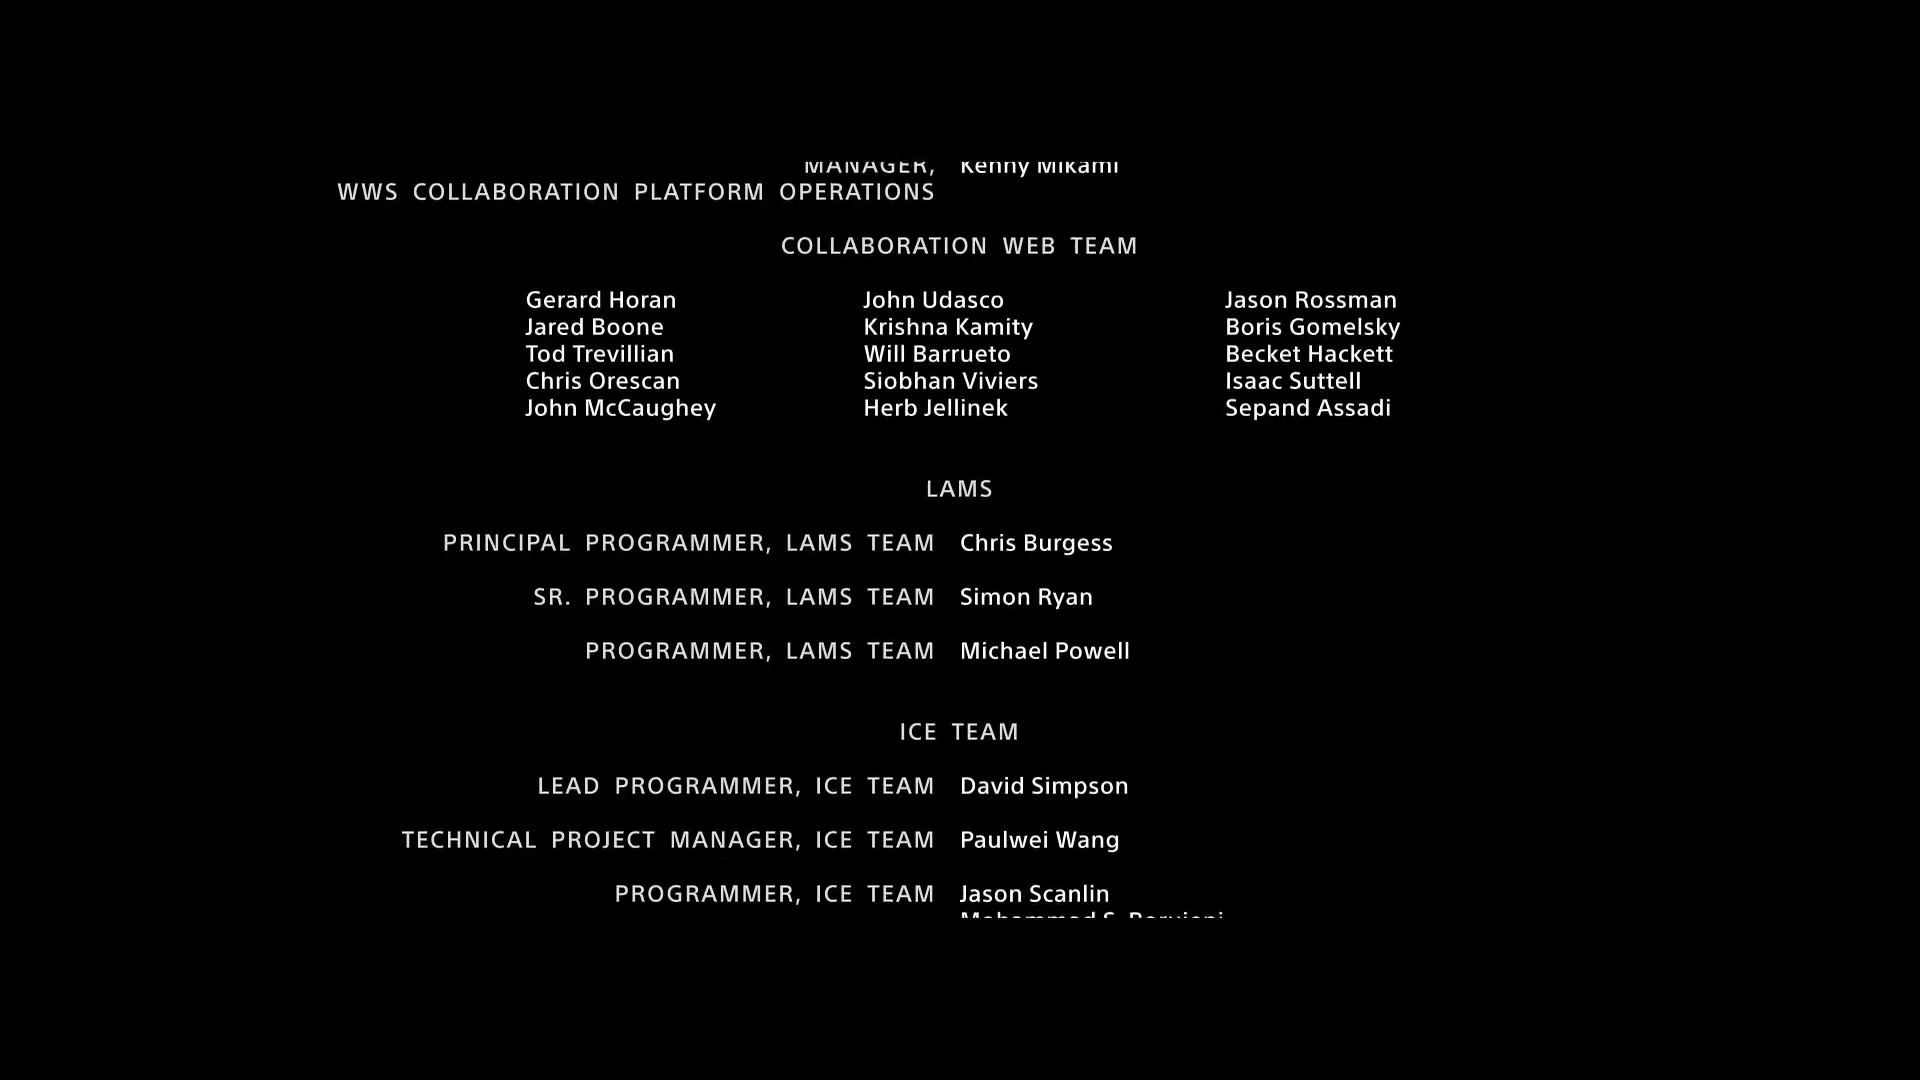 MANAGER, Kenny Mikami
WWS COLLABORATION PLATFORM OPERATIONS
COLLABORATION WEB TEAM
Gerard Horan John Udasco Jason Rossman
Jared Boone Krishna Kamity Boris Gomelsky
Tod Trevillian Will Barrueto Becket Hackett
Chris Orescan Siobhan Viviers Isaac Suttell
John McCaughey Herb Jellinek Sepand Assadi
LAMS
PRINCIPAL PROGRAMMER, LAMS TEAM Chris Burgess
SR. PROGRAMMER, LAMS TEAM Simon Ryan
PROGRAMMER, LAMS TEAM Michael Powell
ICE TEAM
LEAD PROGRAMMER, ICE TEAM David Simpson
TECHNICAL PROJECT MANAGER, ICE TEAM Paulwei Wang
PROGRAMMER, ICE TEAM Jason Scanlin